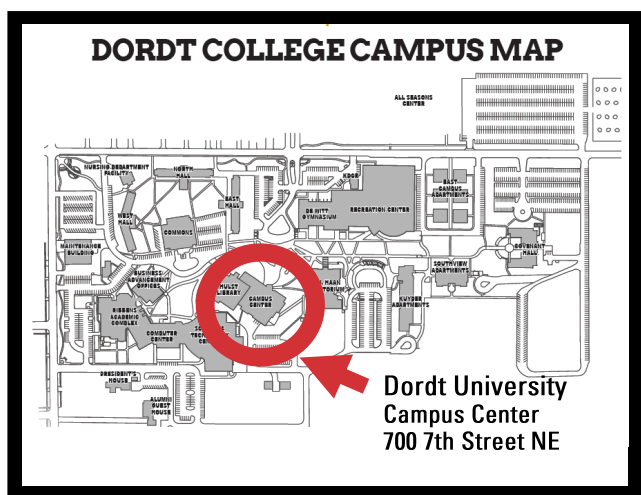 DORDT COLLEGE CAMPUS MAP
ALL SEASONS
CENTER
NURSING DEPARTMENT
FACILITY
NORTH
HALL
KDCR
EAST
CAMPUS
APARTMENTS
EAST
HALL
WEST
HALL
DE WITT
GYMNASIUM
RECREATION CENTER
COMMONS
MAINTENANCE
BUILDING
COVENANT
HALL
BUSINESS/
ADVANCEMENT
OFFICES
SOUTHVIEW
APARTMENTS
HULST
LIBRARY
CAMPUS
CENTER
HAAN
KUYPER
APARTMENTS
RIBBENS
ACADEMIC
COMPLEX
COMPUTER
CENTER
PRESIDENT'S
HOUSE
ALUMNI
GUEST
HOUSE
Dordt University
Campus Center
700 7th Street NE